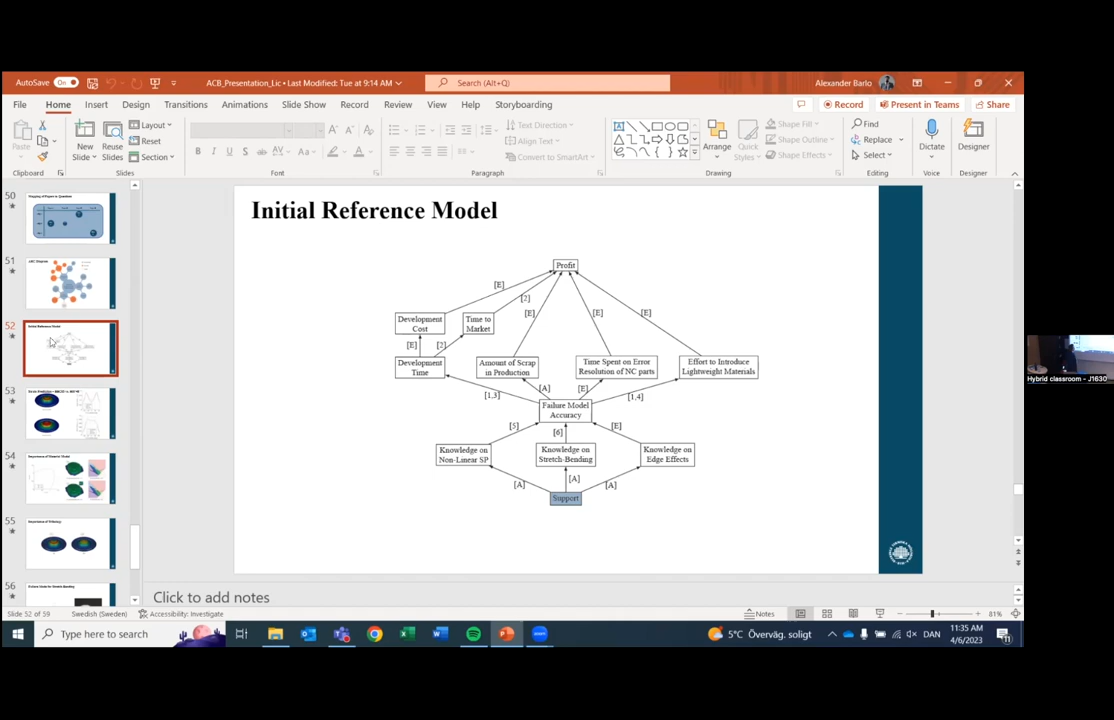 AutoSave On
ACB_Presentation_Lic • Last Modified: Tue at 9:14 AM
Search (Alt+Q)
Alexander Barlo
File Home Insert Design Transitions Animations Slide Show Record Review View Help Storyboarding
Record Present in Teams Share
Paste
New Slide
Reuse Slides
Layout
Reset
Section
Text Direction
Align Text
Convert to SmartArt
Arrange
Quick Styles
Shape Fill
Shape Outline
Shape Effects
Find
Replace
Select
Dictate
Designer
Clipboard Slides Font Paragraph Drawing Editing Voice Designer
50
51
52
Initial Reference Model
53
54
55
56
Initial Reference Model
Profit
[E]
[2]
[E]
[E]
[E]
Development Cost
Time to Market
[E]
[2]
Development Time
Amount of Scrap in Production
Time Spent on Error Resolution of NC parts
Effort to Introduce Lightweight Materials
[1,3]
[A]
[E]
[1,4]
Failure Model Accuracy
[5]
[6]
[E]
Knowledge on Non-Linear SP
Knowledge on Stretch-Bending
Knowledge on Edge Effects
[A]
[A]
[A]
Support
Hybrid classroom - J1630
Click to add notes
Slide 52 of 59
Swedish (Sweden)
Accessibility: Investigate
Notes
81%
Type here to search
5°C Överväg. soligt
DAN
11:35 AM
4/6/2023